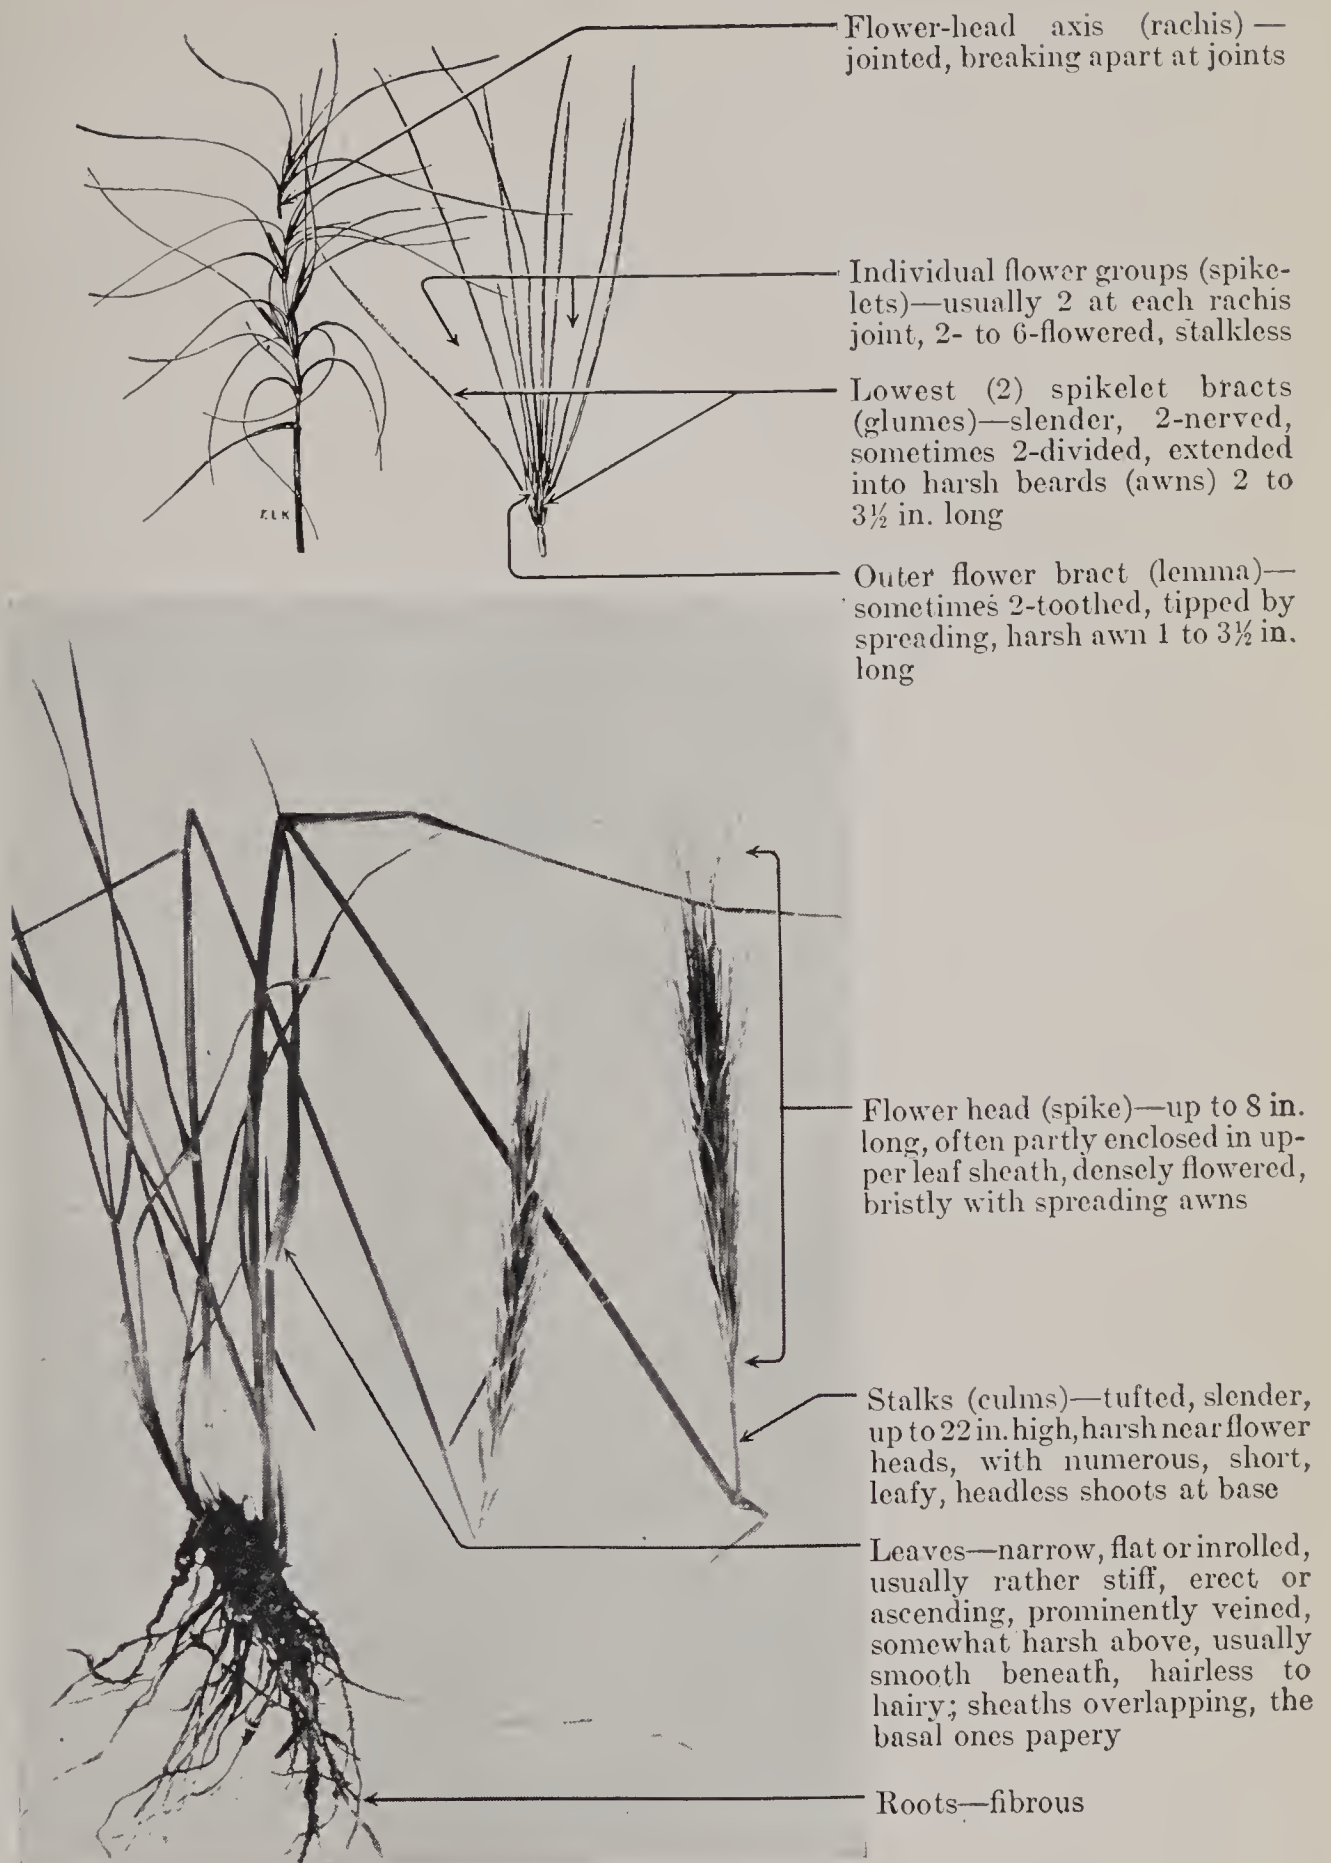 Flower-head axis (rachis) —
jointed, breaking apart at joints
Individual flower groups (spike-
lets)—usually 2 at each rachis
joint, 2- to 6-flowered, stalkless
Lowest (2) spikelet bracts
(glumes)—slender, 2-nerved,
sometimes 2-divided, extended
into harsh beards (awns) 2 to
3½ in. long
F.L.K
Outer flower bract (lemma)—
sometimes 2-toothed, tipped by
spreading, harsh awn 1 to 3½ in.
long
Flower head (spike)—up to 8 in.
long, often partly enclosed in up-
per leaf sheath, densely flowered,
bristly with spreading awns
Stalks (culms)—tufted, slender,
up to 22 in. high, harsh near flower
heads, with numerous, short,
leafy, headless shoots at base
Leaves—narrow, flat or inrolled,
usually rather stiff, erect or
ascending, prominently veined,
somewhat harsh above, usually
smooth beneath, hairless to
hairy; sheaths overlapping, the
basal ones papery
Roots—fibrous